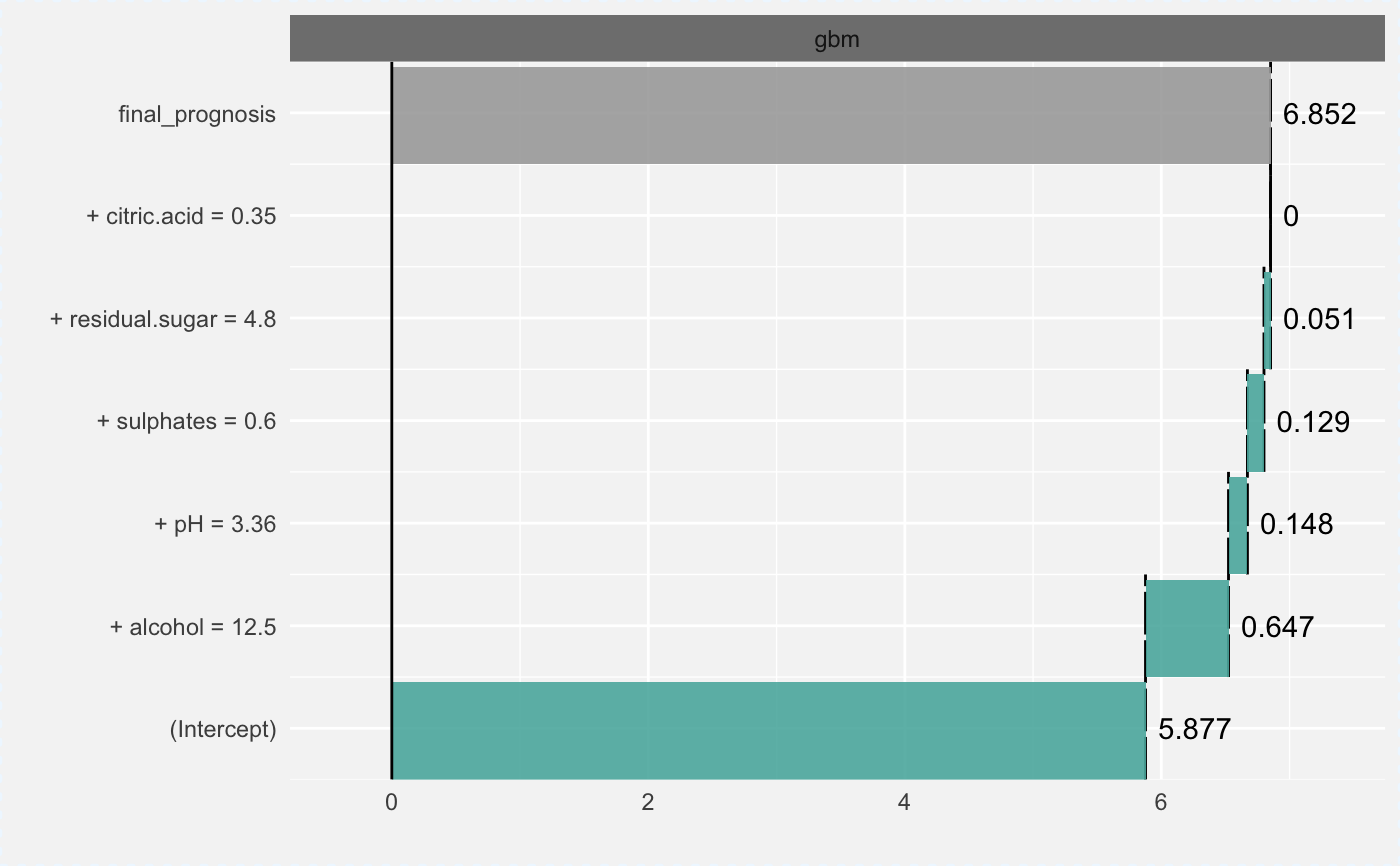 gbm
final_prognosis 6.852
+ citric.acid = 0.35 0
+ residual.sugar = 4.8 0.051
+ sulphates = 0.6 0.129
+ pH = 3.36 0.148
+ alcohol = 12.5 0.647
(Intercept) 5.877
0 2 4 6